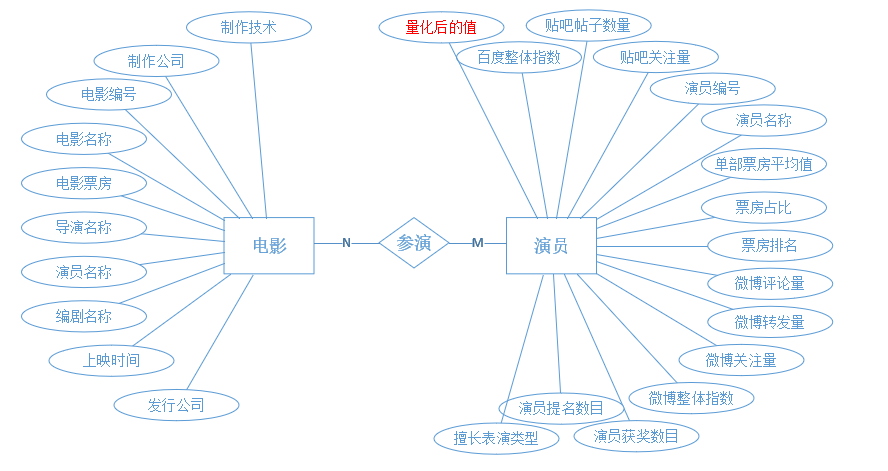 制作技术
制作公司
电影编号
电影名称
电影票房
导演名称
演员名称
编剧名称
上映时间
发行公司
电影
N
参演
M
演员
量化后的值
百度整体指数
贴吧帖子数量
贴吧关注量
演员编号
演员名称
单部票房平均值
票房占比
票房排名
微博评论量
微博转发量
微博关注量
微博整体指数
演员获奖数目
演员提名数目
擅长表演类型